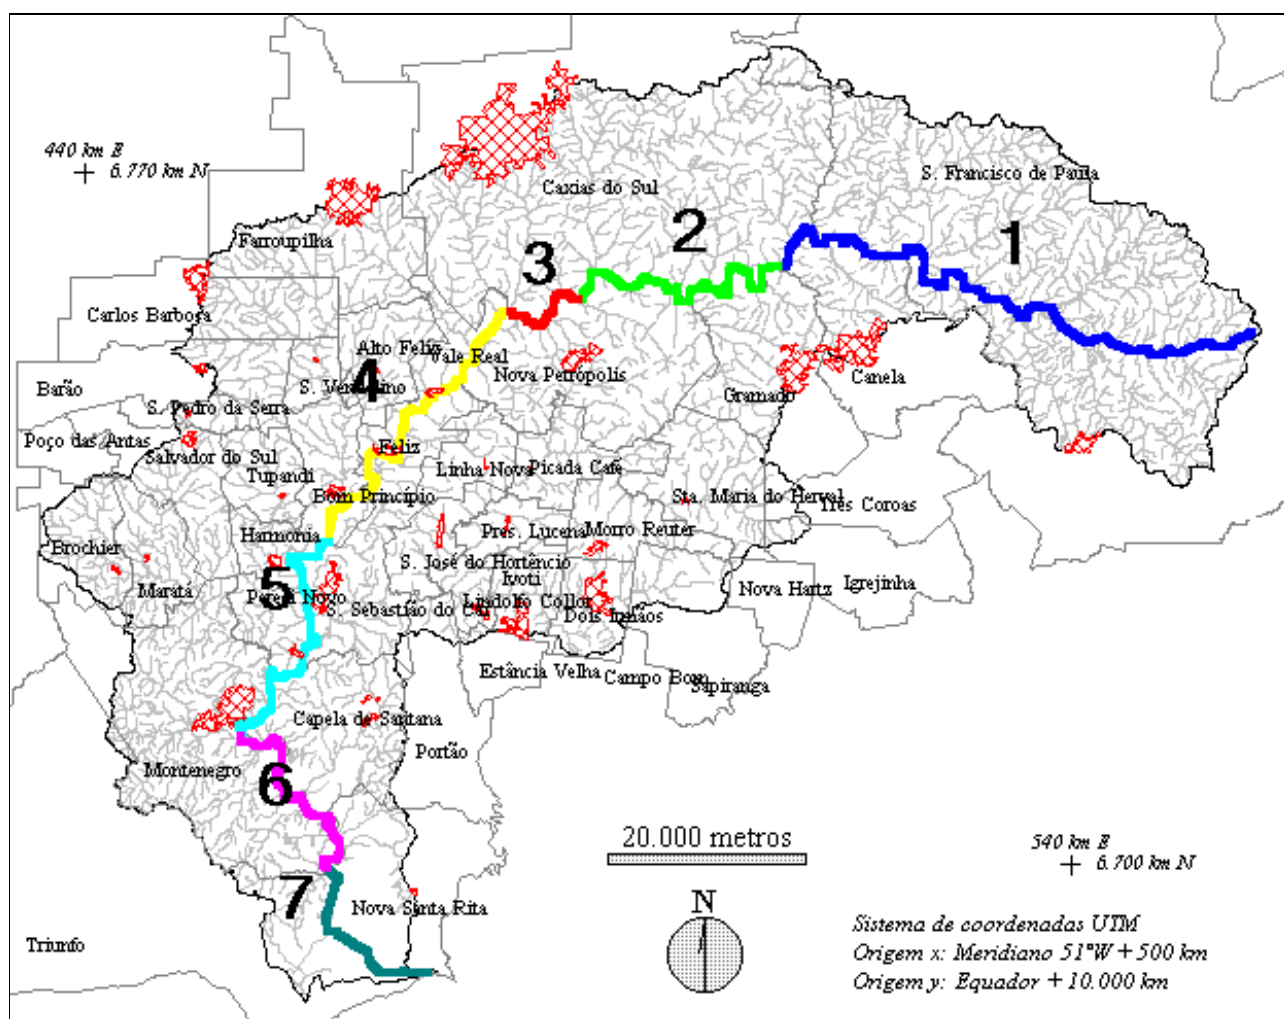 440 km E
6.770 km N
S. Francisco de Paula
Caxias do Sul
1
2
Farroupilha
3
Carlos Barbosa
Alto Feliz
Vale Real
Nova Petrópolis
Canela
4
Barão
S. Vendelino
Gramado
S. Pedro da Serra
Poço das Antas
Feliz
Salvador do Sul
Linha Nova
Picada Café
Tupandi
Bom Princípio
Sta. Maria do Herval
Três Coroas
Harmonia
Pres. Lucena
Morro Reuter
Brochier
S. José do Hortêncio
Ivoti
Igrejinha
Maratá
5
Pareci Novo
Nova Hartz
S. Sebastião do Caí
Lindolfo Collor
Dois Irmãos
Estância Velha
Campo Bom
Sapiranga
Capela de Santana
Portão
Montenegro
6
20.000 metros
540 km E
6.700 km N
7
Nova Santa Rita
N
Triunfo
Sistema de coordenadas UTM
Origem x: Meridiano 51°W + 500 km
Origem y: Equador + 10.000 km